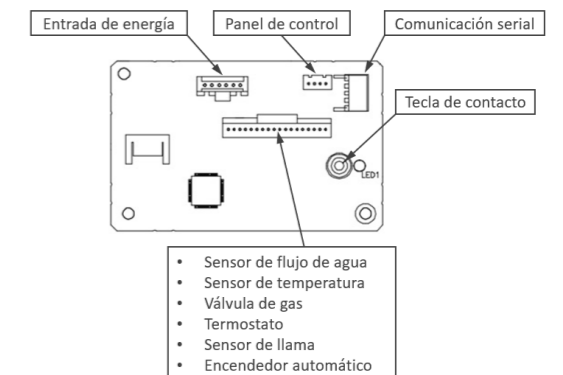 Entrada de energía
Panel de control
Comunicación serial
Tecla de contacto
LED1
• Sensor de flujo de agua
• Sensor de temperatura
• Válvula de gas
• Termostato
• Sensor de llama
• Encendedor automático